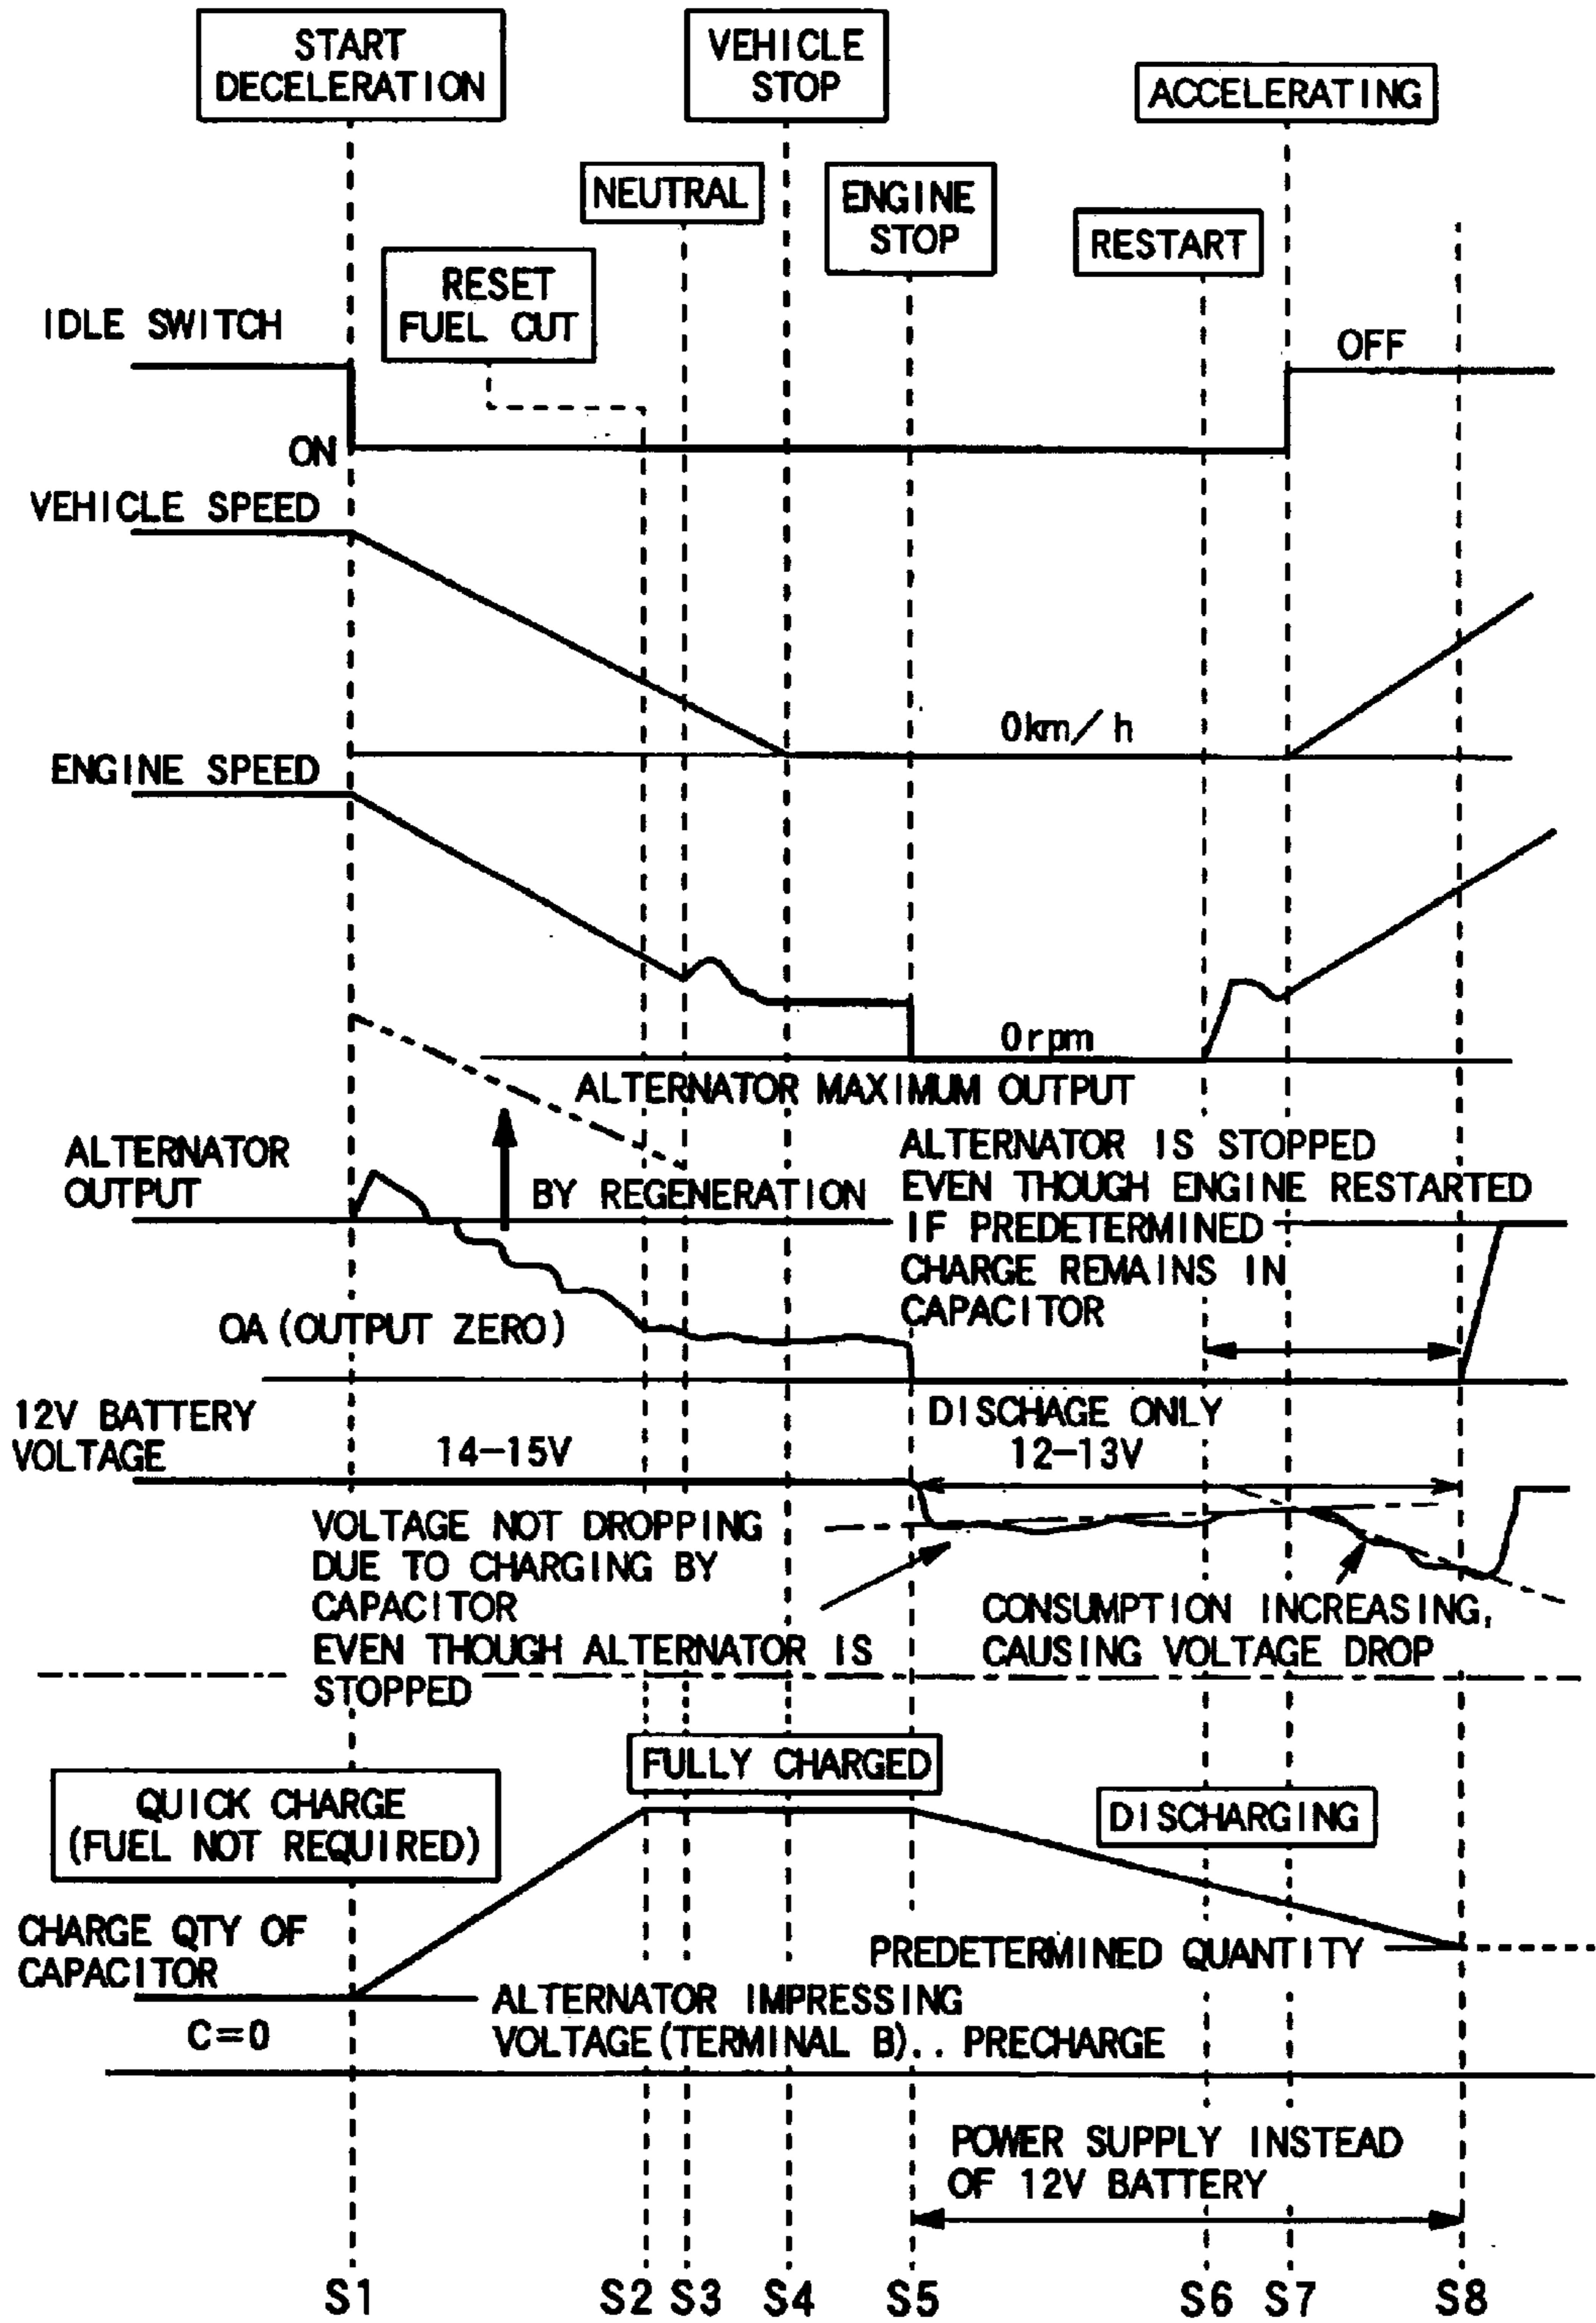 START
DECELERATION
VEHICLE
STOP
ACCELERATING
NEUTRAL
ENGINE
STOP
RESTART
RESET
FUEL CUT
IDLE SWITCH
OFF
ON
VEHICLE SPEED
0km/h
ENGINE SPEED
0rpm
ALTERNATOR MAXIMUM OUTPUT
ALTERNATOR
OUTPUT
BY REGENERATION
ALTERNATOR IS STOPPED
EVEN THOUGH ENGINE RESTARTED
IF PREDETERMINED
CHARGE REMAINS IN
CAPACITOR
0A (OUTPUT ZERO)
12V BATTERY
VOLTAGE
14-15V
DISCHAGE ONLY
12-13V
VOLTAGE NOT DROPPING
DUE TO CHARGING BY
CAPACITOR
EVEN THOUGH ALTERNATOR IS
STOPPED
CONSUMPTION INCREASING,
CAUSING VOLTAGE DROP
FULLY CHARGED
QUICK CHARGE
(FUEL NOT REQUIRED)
DISCHARGING
CHARGE QTY OF
CAPACITOR
PREDETERMINED QUANTITY
C=0
ALTERNATOR IMPRESSING
VOLTAGE(TERMINAL B).. PRECHARGE
POWER SUPPLY INSTEAD
OF 12V BATTERY
S1 S2 S3 S4 S5 S6 S7 S8